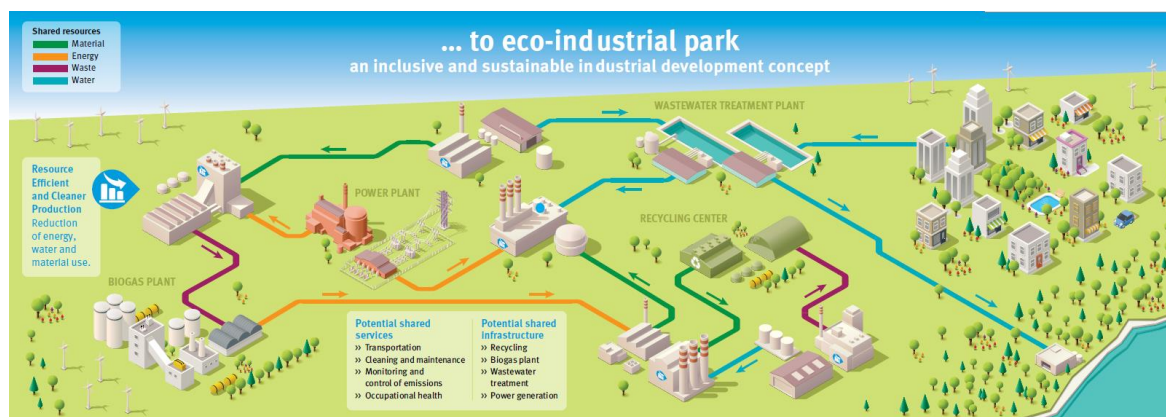 ... to eco-industrial park
an inclusive and sustainable industrial development concept
Shared resources
Material
Energy
Waste
Water
WASTEWATER TREATMENT PLANT
Resource
Efficient
and Cleaner
Production
Reduction
of energy,
water and
material use.
POWER PLANT
RECYCLING CENTER
BIOGAS PLANT
Potential shared
services
›› Transportation
›› Cleaning and maintenance
›› Monitoring and
control of emissions
›› Occupational health
Potential shared
infrastructure
›› Recycling
›› Biogas plant
›› Wastewater
treatment
›› Power generation